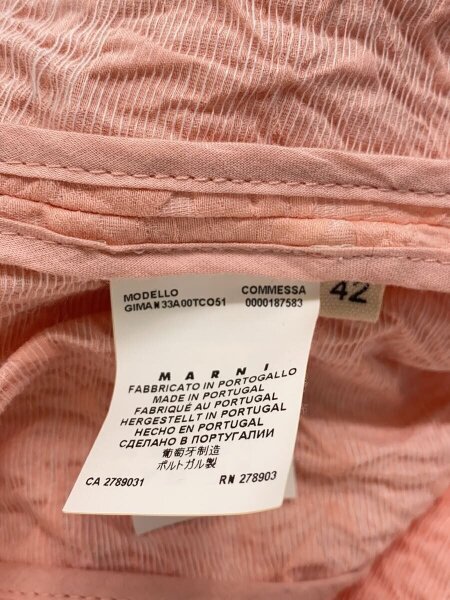 MODELLO COMMESSA
GIMAN33A00TCO51 0000187583
42
MARNI
FABBRICATO IN PORTOGALLO
MADE IN PORTUGAL
FABRIQUÉ AU PORTUGAL
HERGESTELLT IN PORTUGAL
HECHO EN PORTUGAL
СДЕЛАНО В ПОРТУГАЛИИ
葡萄牙制造
ポルトガル製
CA 2789031 RN 278903